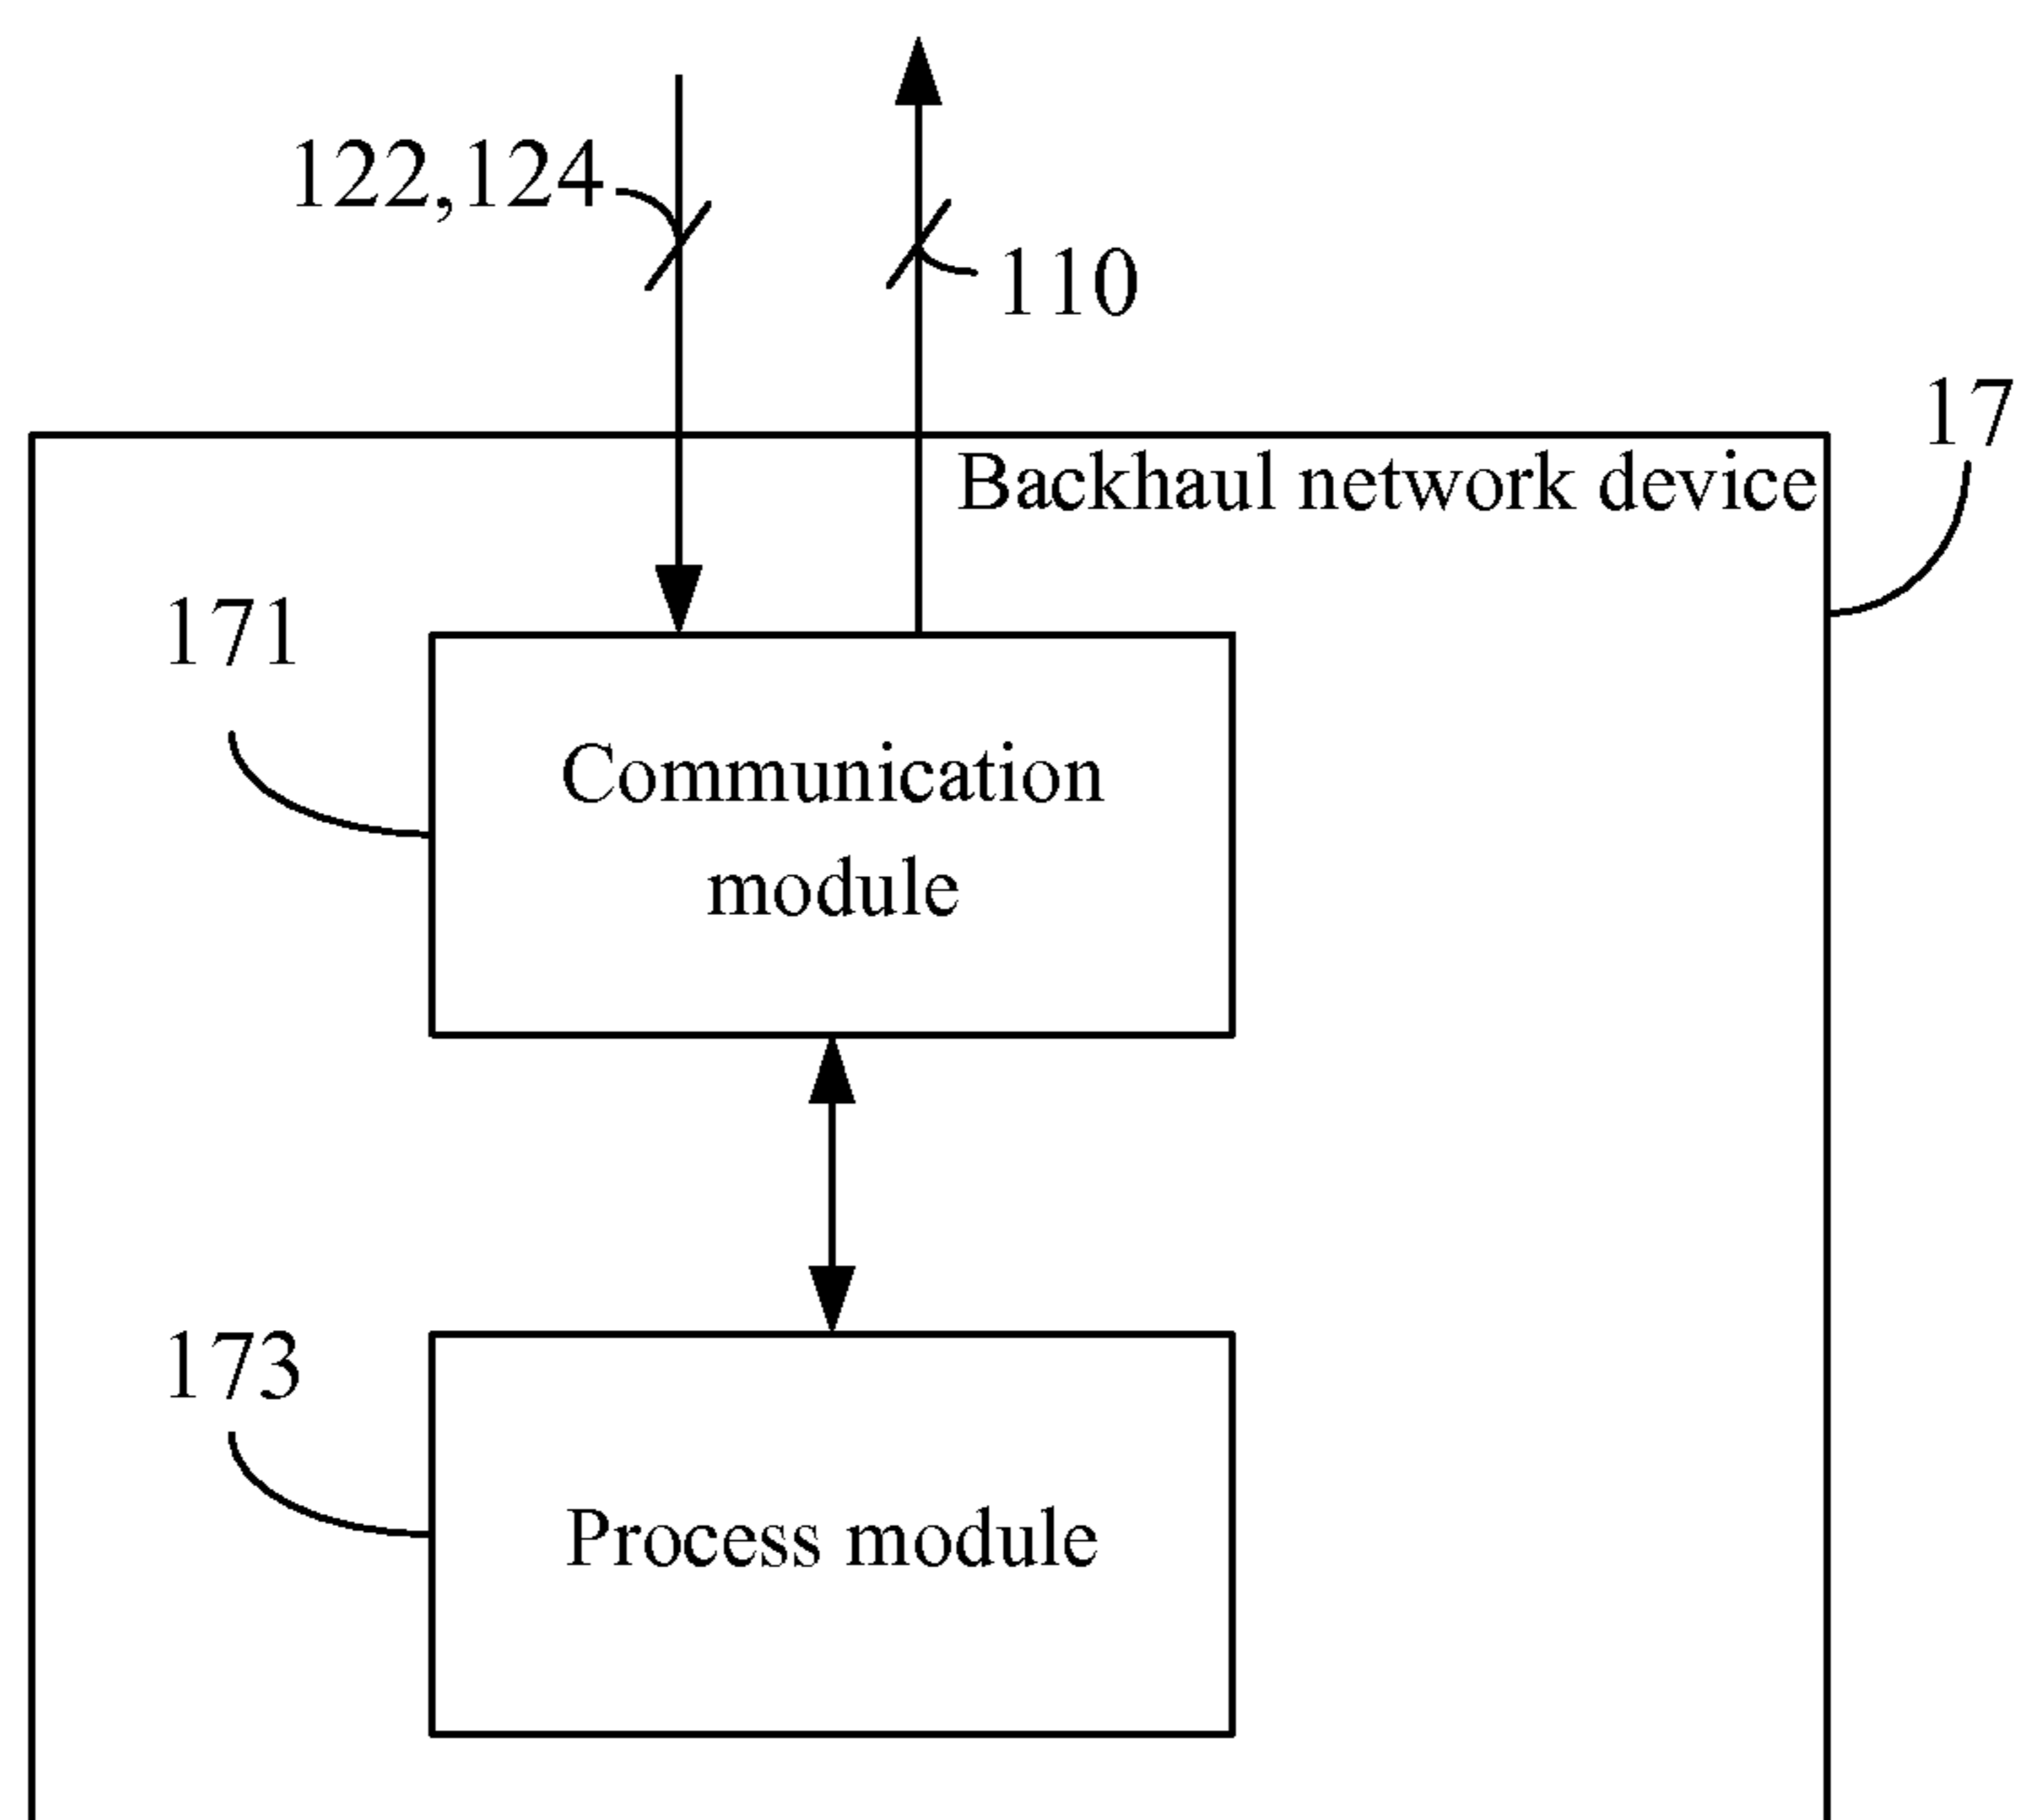 122,124
110
17
Backhaul network device
171
Communication
module
173
Process module